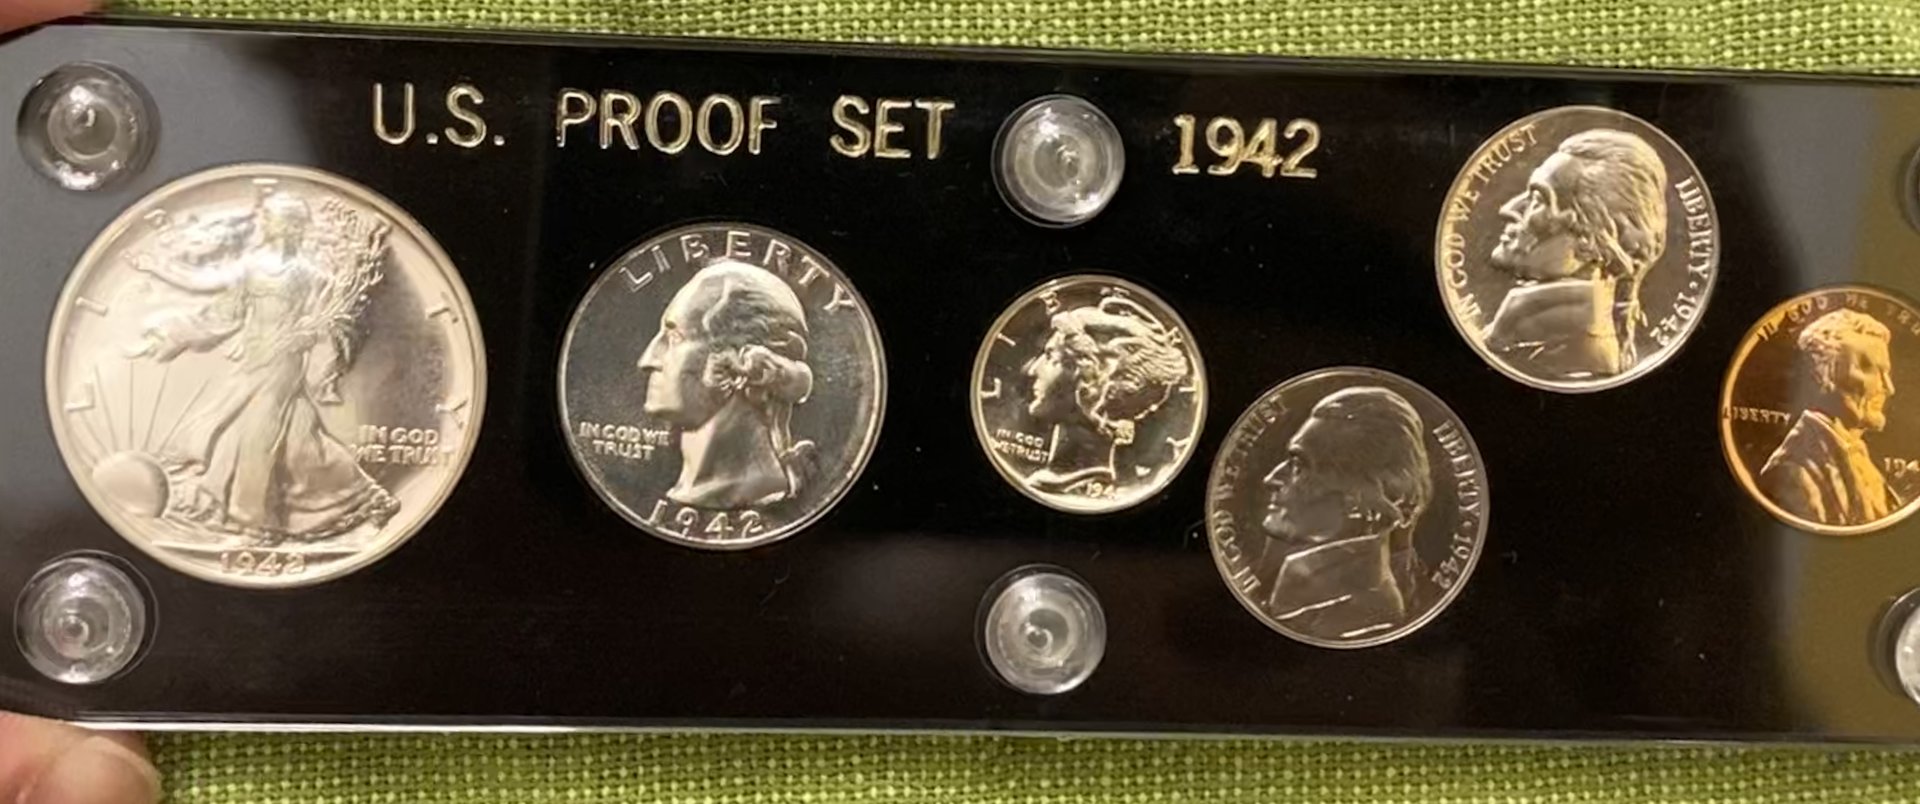 U.S. PROOF SET 1942
LIBERTY
IN GOD
WE TRUST
1942
LIBERTY
IN GOD WE
TRUST
1942
IN GOD
WE TRUST
IN GOD WE TRUST
LIBERTY · 1942
IN GOD WE TRUST
LIBERTY · 1942
IN GOD WE
LIBERTY